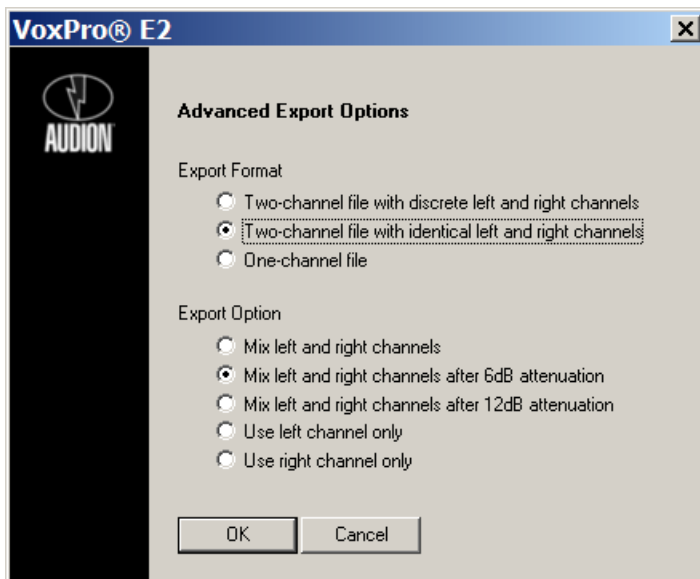 VoxPro® E2
AUDION
Advanced Export Options
Export Format
Two-channel file with discrete left and right channels
Two-channel file with identical left and right channels
One-channel file
Export Option
Mix left and right channels
Mix left and right channels after 6dB attenuation
Mix left and right channels after 12dB attenuation
Use left channel only
Use right channel only
OK Cancel